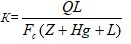 K = QL / F_c(Z + Hg + L)